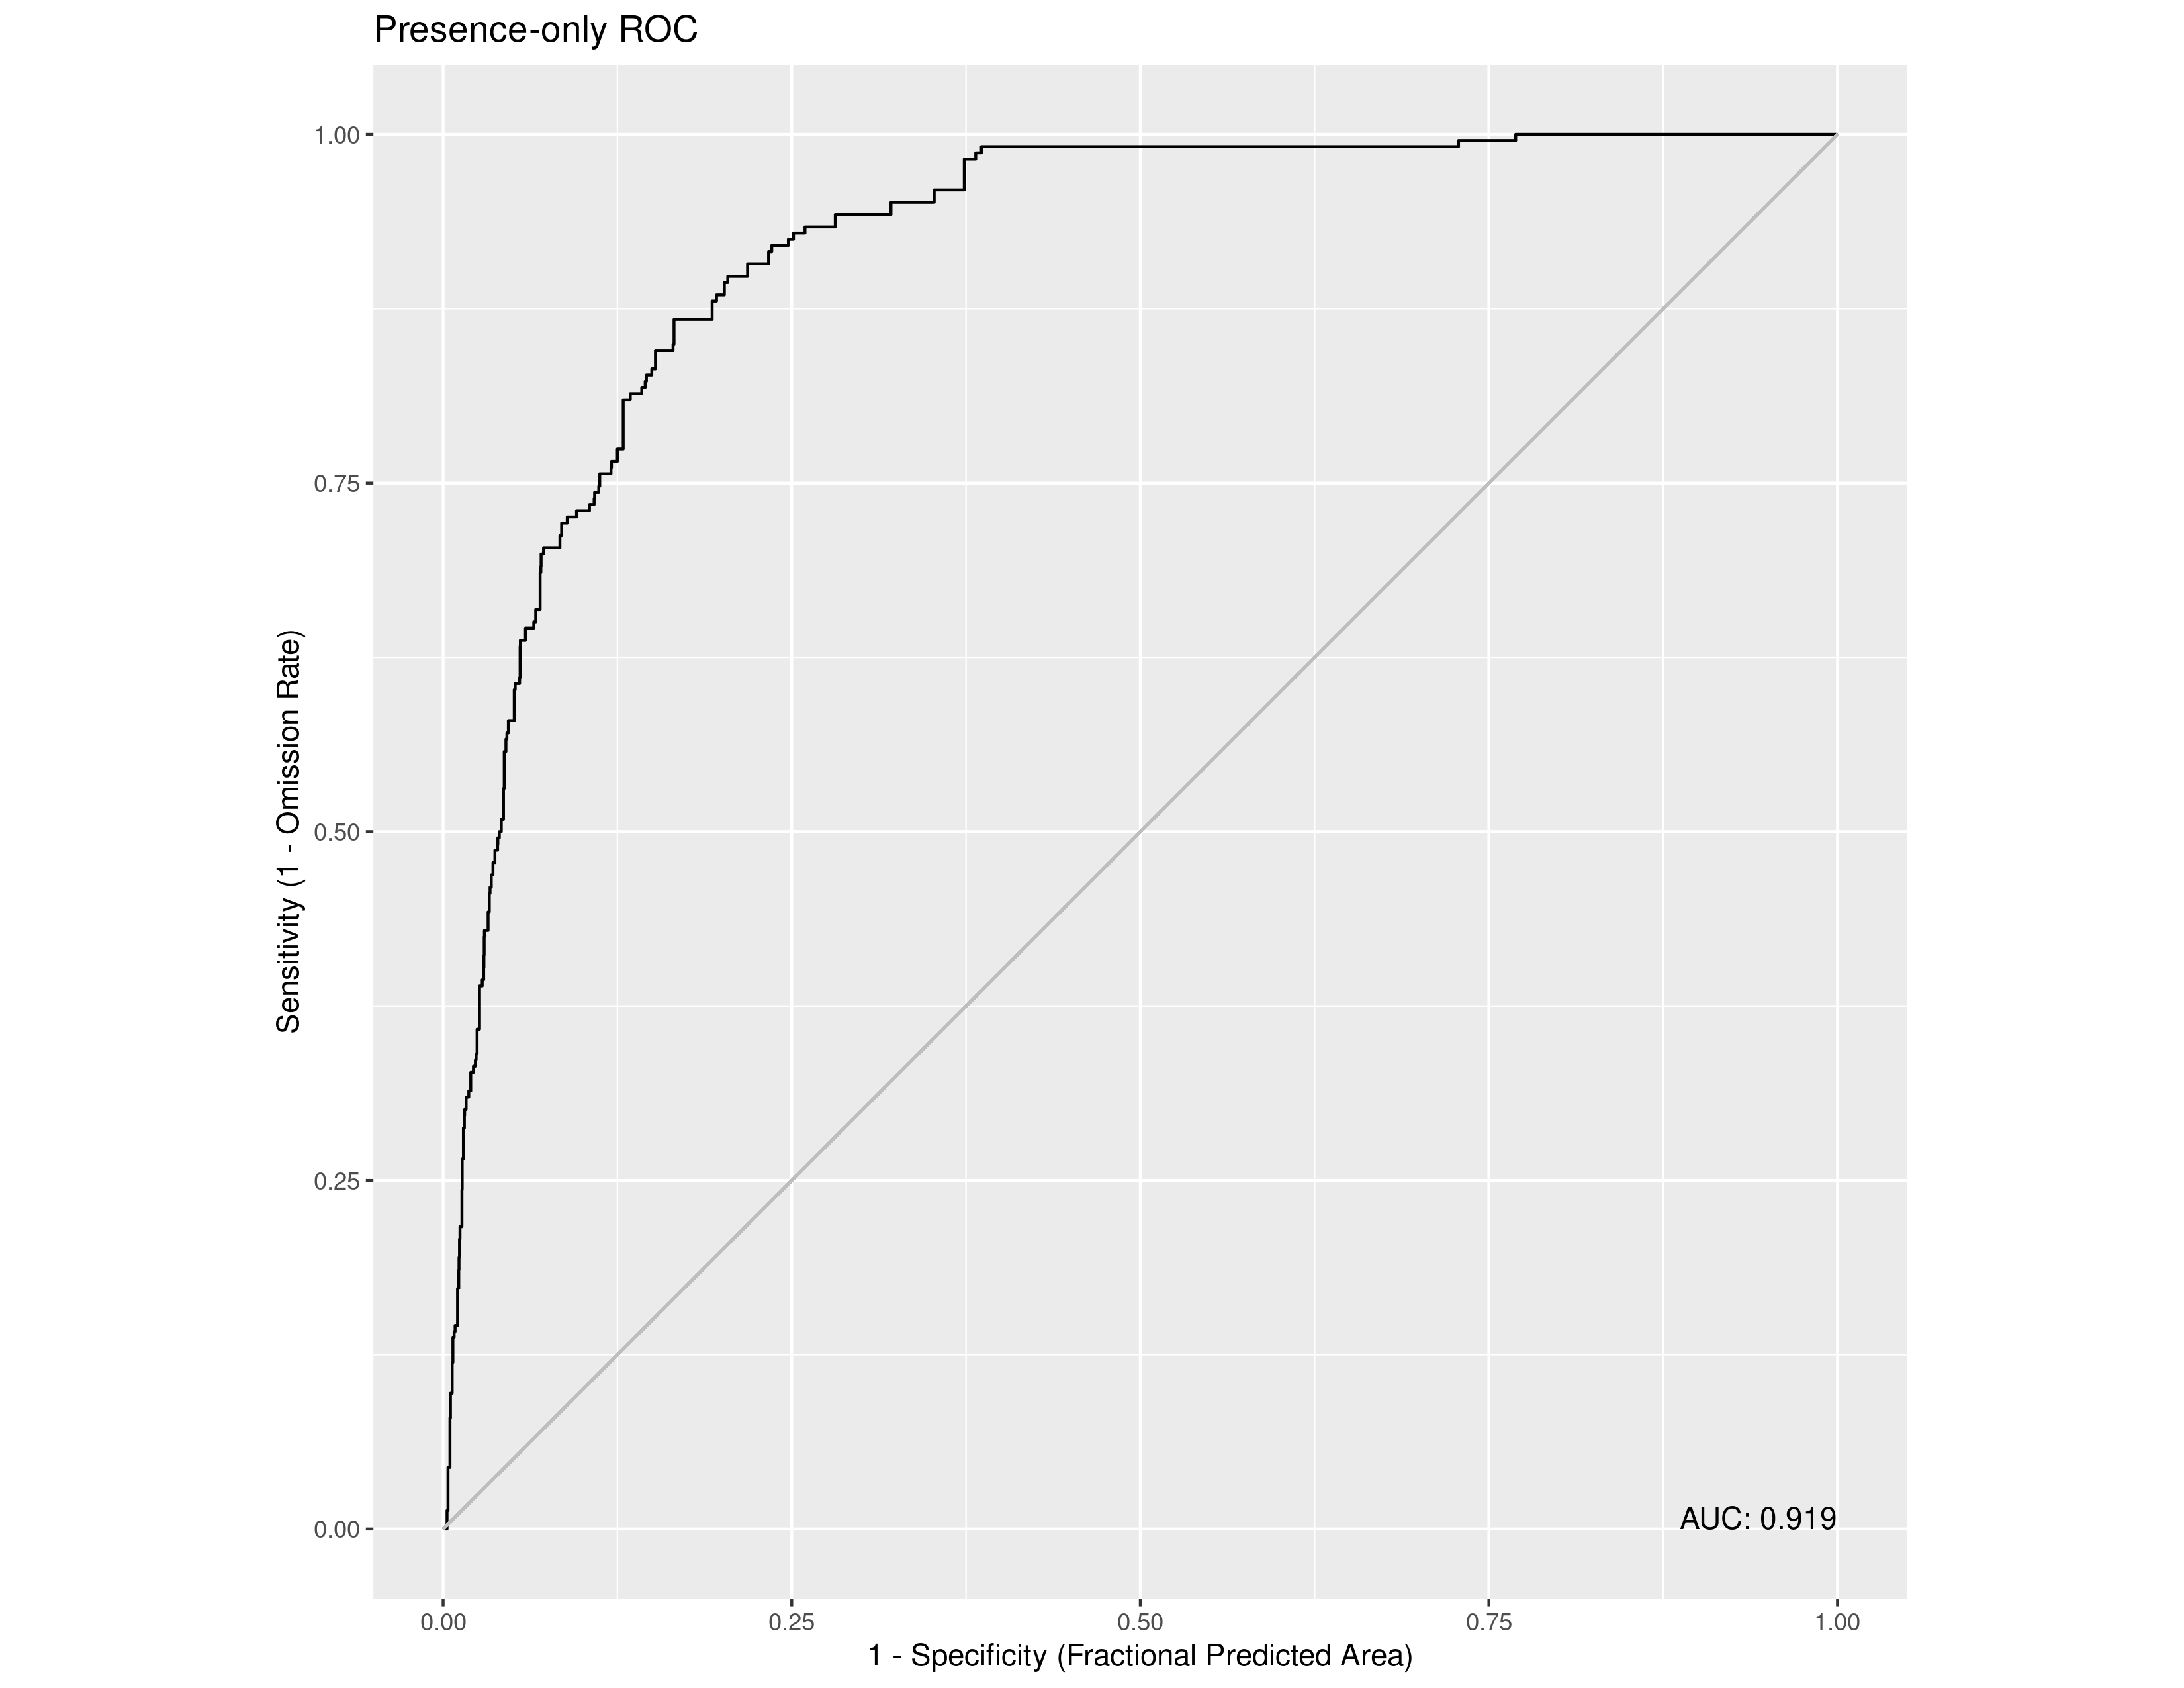 Presence-only ROC
Sensitivity (1 - Omission Rate)
1.00
0.75
0.50
0.25
0.00
AUC: 0.919
0.00 0.25 0.50 0.75 1.00
1 - Specificity (Fractional Predicted Area)